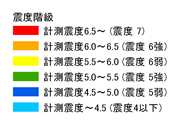 震度階級
計測震度6.5~ (震度 7)
計測震度6.0~6.5 (震度 6強)
計測震度5.5~6.0 (震度 6弱)
計測震度5.0~5.5 (震度 5強)
計測震度4.5~5.0 (震度 5弱)
計測震度~4.5 (震度4以下)